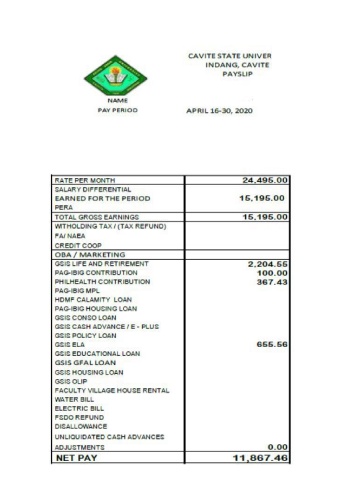 CAVITE STATE UNIVER
INDANG, CAVITE
PAYSLIP
NAME
PAY PERIOD APRIL 16-30, 2020
RATE PER MONTH 24,495.00
SALARY DIFFERENTIAL
EARNED FOR THE PERIOD 15,195.00
PERA
TOTAL GROSS EARNINGS 15,195.00
WITHOLDING TAX / (TAX REFUND)
FA/ NAEA
CREDIT COOP
OBA / MARKETING
GSIS LIFE AND RETIREMENT 2,204.55
PAG-IBIG CONTRIBUTION 100.00
PHILHEALTH CONTRIBUTION 367.43
PAG-IBIG MPL
HDMF CALAMITY LOAN
PAG-IBIG HOUSING LOAN
GSIS CONSO LOAN
GSIS CASH ADVANCE / E - PLUS
GSIS POLICY LOAN
GSIS ELA 655.56
GSIS EDUCATIONAL LOAN
GSIS GFAL LOAN
GSIS HOUSING LOAN
GSIS OLIP
FACULTY VILLAGE HOUSE RENTAL
WATER BILL
ELECTRIC BILL
FSDO REFUND
DISALLOWANCE
UNLIQUIDATED CASH ADVANCES
ADJUSTMENTS 0.00
NET PAY 11,867.46